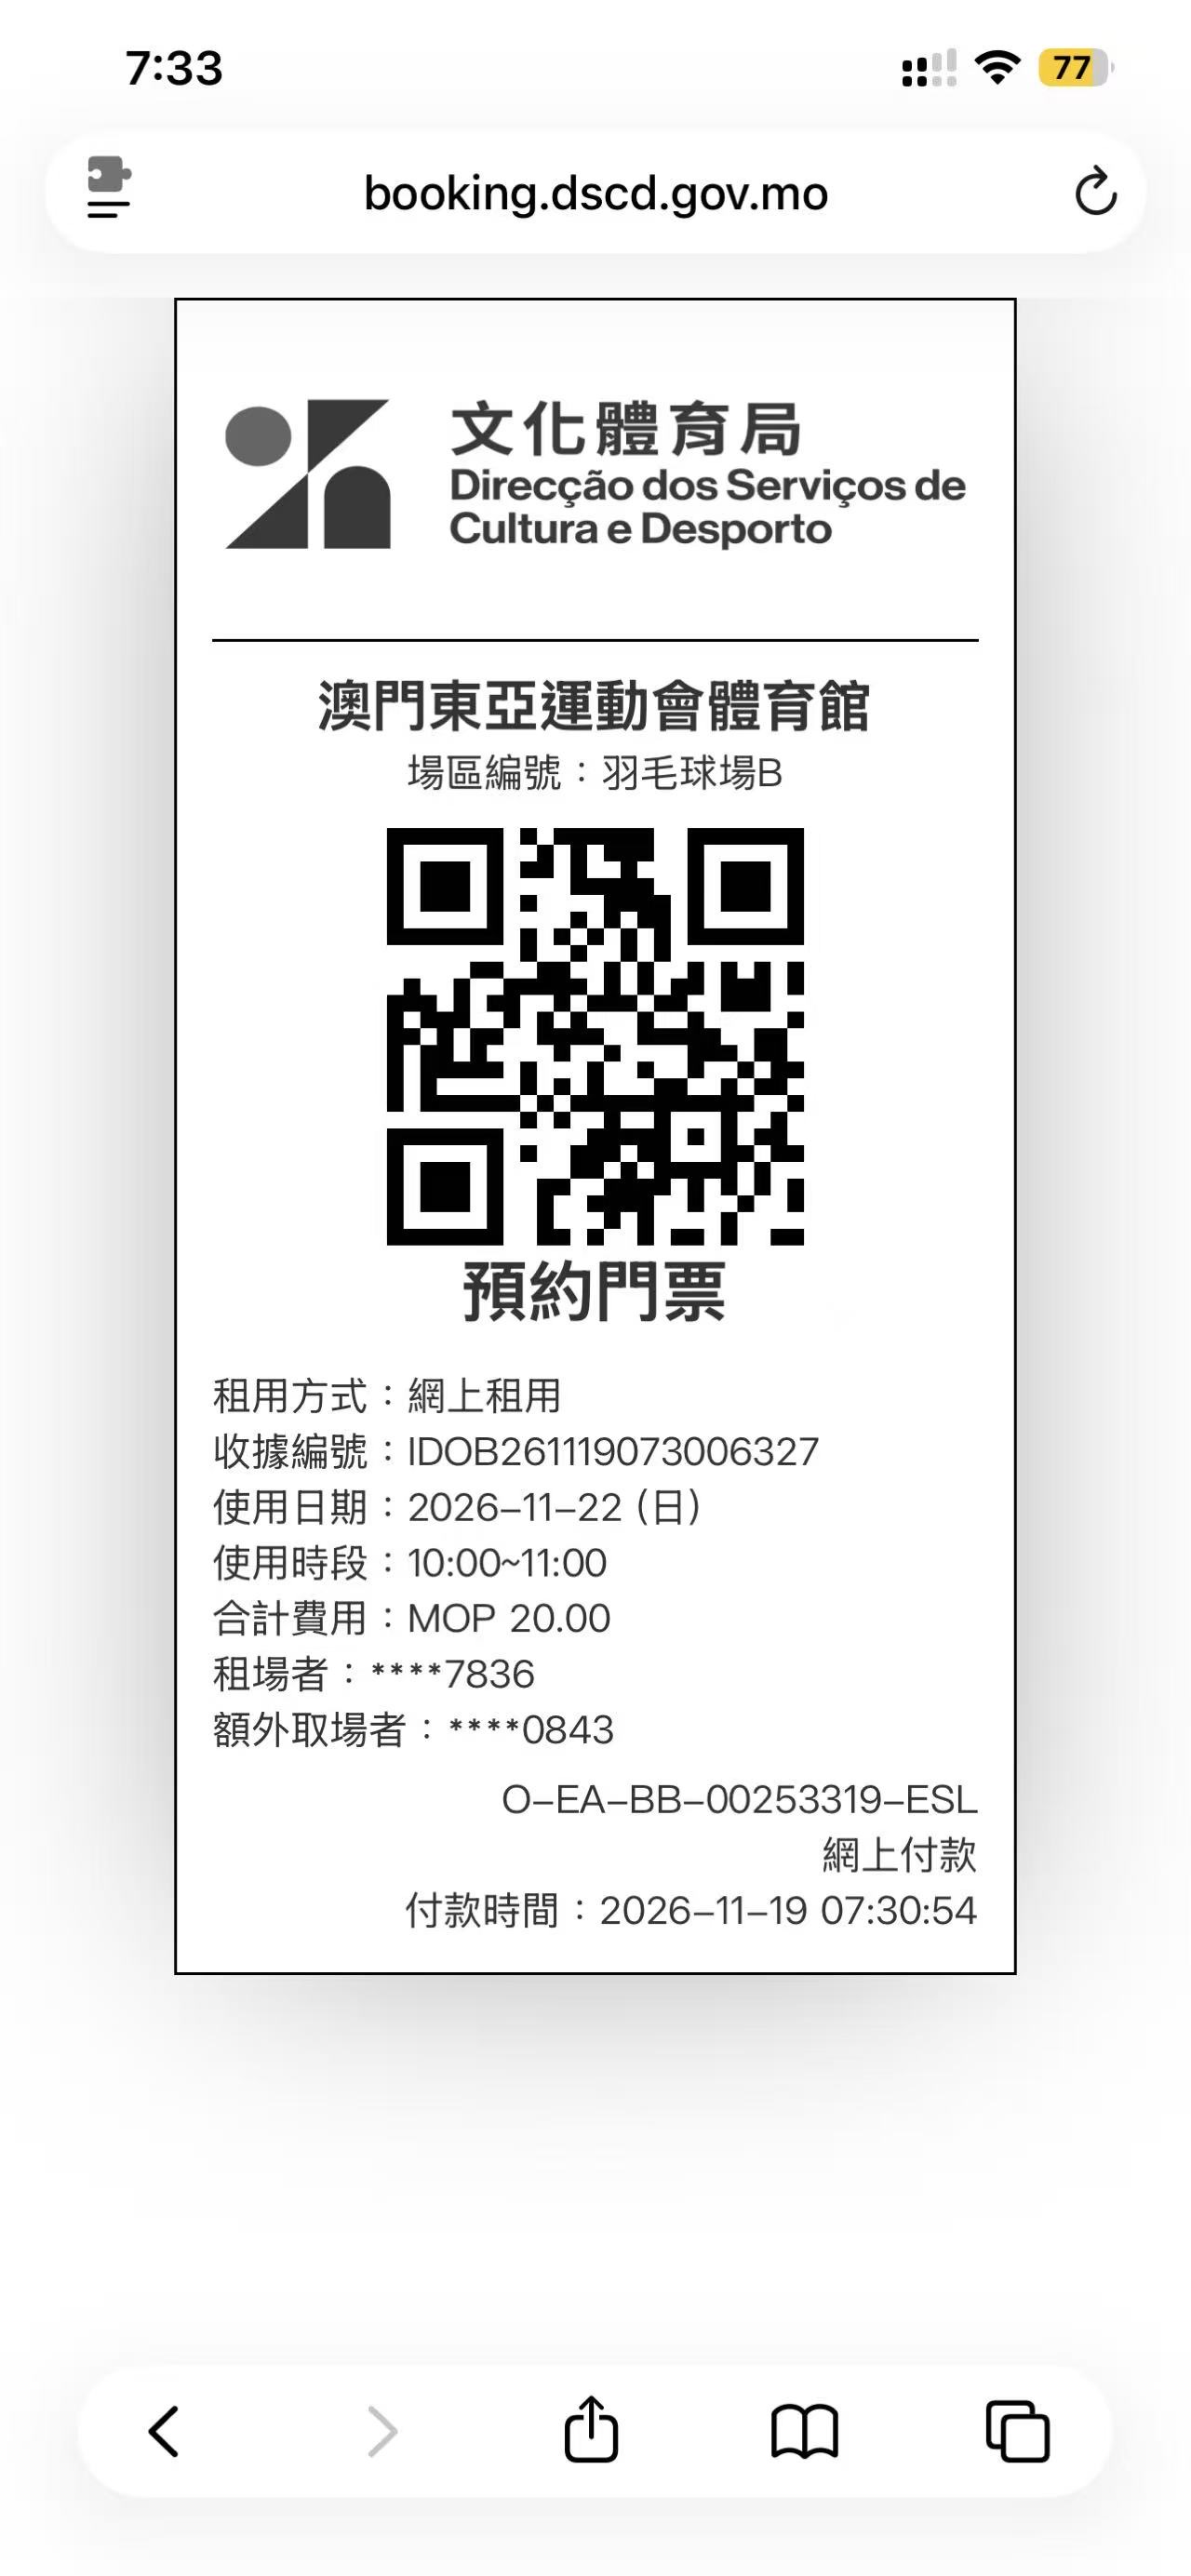 7:33
77
booking.dscd.gov.mo
文化體育局
Direcção dos Serviços de
Cultura e Desporto
澳門東亞運動會體育館
場區編號：羽毛球場B
預約門票
租用方式：網上租用
收據編號：IDOB261119073006327
使用日期：2026-11-22 (日)
使用時段：10:00~11:00
合計費用：MOP 20.00
租場者：****7836
額外取場者：****0843
O-EA-BB-00253319-ESL
網上付款
付款時間：2026-11-19 07:30:54